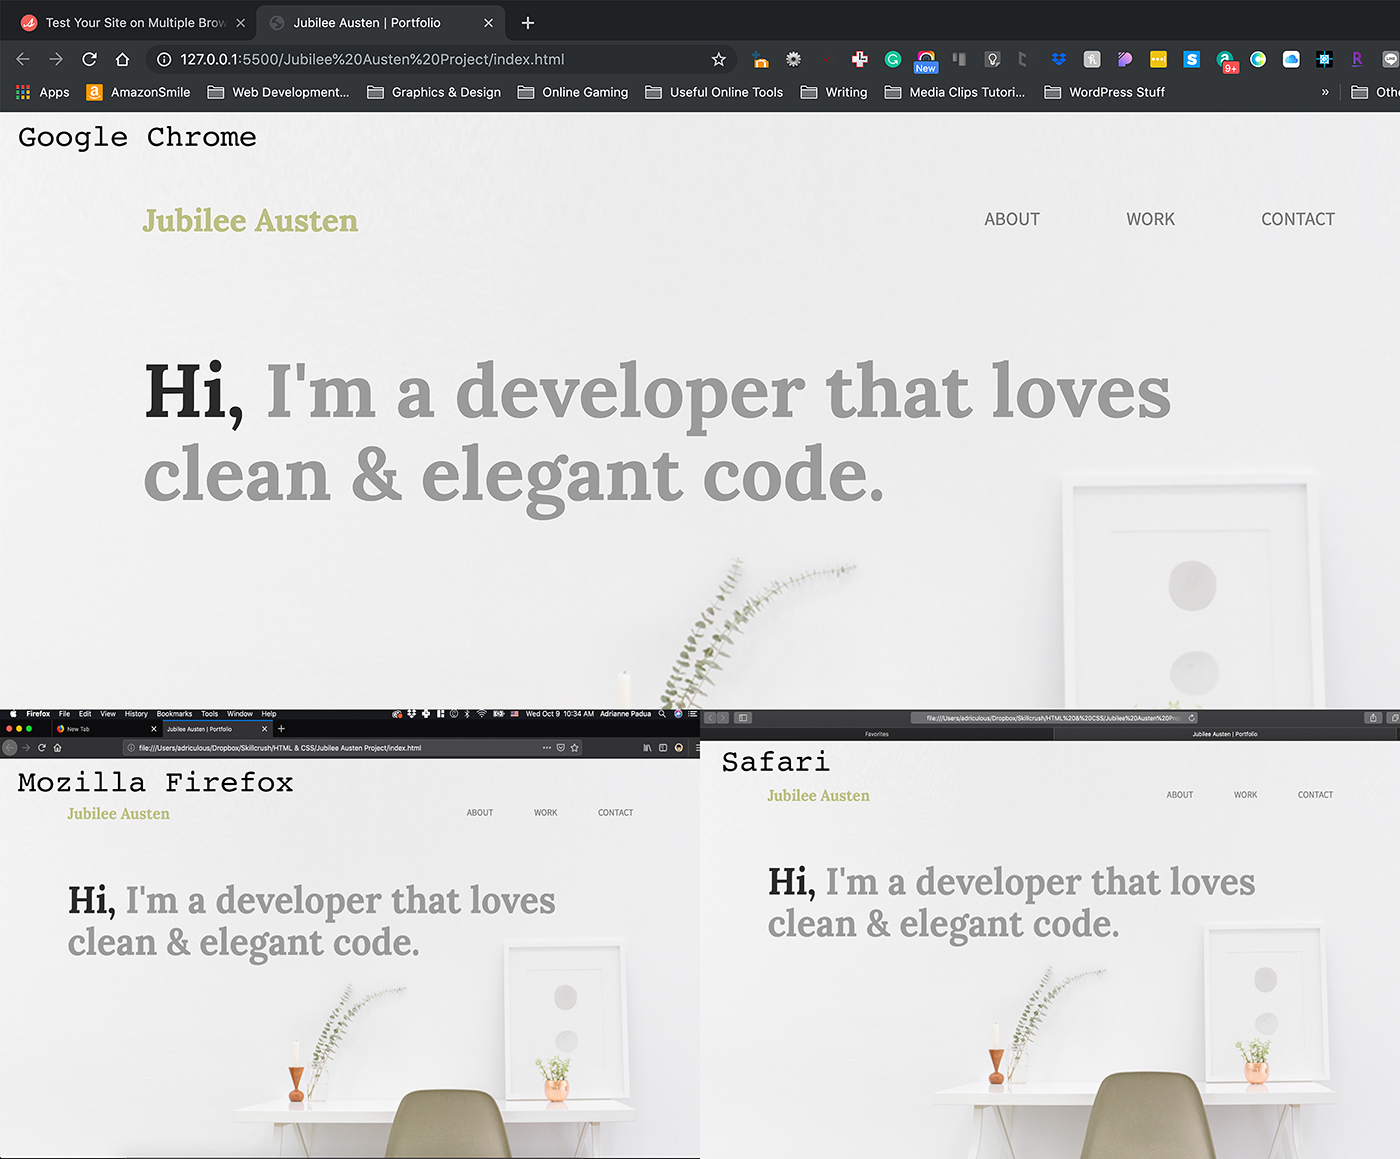 Test Your Site on Multiple Brow
Jubilee Austen | Portfolio
127.0.0.1:5500/Jubilee%20Austen%20Project/index.html
New
9+
Apps
AmazonSmile
Web Development...
Graphics & Design
Online Gaming
Useful Online Tools
Writing
Media Clips Tutori...
WordPress Stuff
»
Othe
Google Chrome
Jubilee Austen
ABOUT
WORK
CONTACT
Hi, I'm a developer that loves
clean & elegant code.
Firefox File Edit View History Bookmarks Tools Window Help
Wed Oct 9 10:34 AM Adrianne Padua
New Tab
Jubilee Austen | Portfolio
file:///Users/adriculous/Dropbox/Skillcrush/HTML & CSS/Jubilee Austen Project/index.html
Mozilla Firefox
Jubilee Austen
ABOUT
WORK
CONTACT
Hi, I'm a developer that loves
clean & elegant code.
file:///Users/adriculous/Dropbox/Skillcrush/HTML%20&%20CSS/Jubilee%20Austen%20Pro
Favorites
Jubilee Austen | Portfolio
Safari
Jubilee Austen
ABOUT
WORK
CONTACT
Hi, I'm a developer that loves
clean & elegant code.